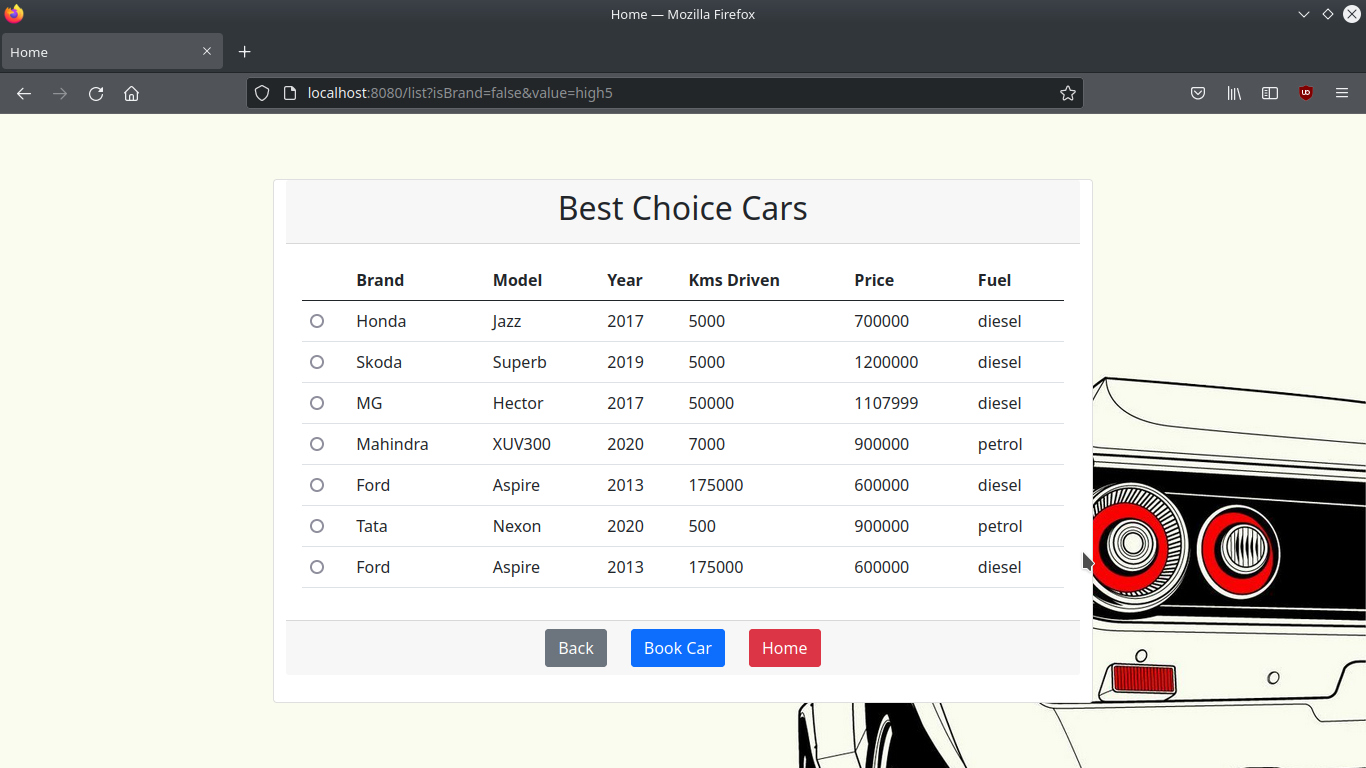 Home — Mozilla Firefox
Home
localhost:8080/list?isBrand=false&value=high5
Best Choice Cars
Brand Model Year Kms Driven Price Fuel
Honda Jazz 2017 5000 700000 diesel
Skoda Superb 2019 5000 1200000 diesel
MG Hector 2017 50000 1107999 diesel
Mahindra XUV300 2020 7000 900000 petrol
Ford Aspire 2013 175000 600000 diesel
Tata Nexon 2020 500 900000 petrol
Ford Aspire 2013 175000 600000 diesel
Back Book Car Home